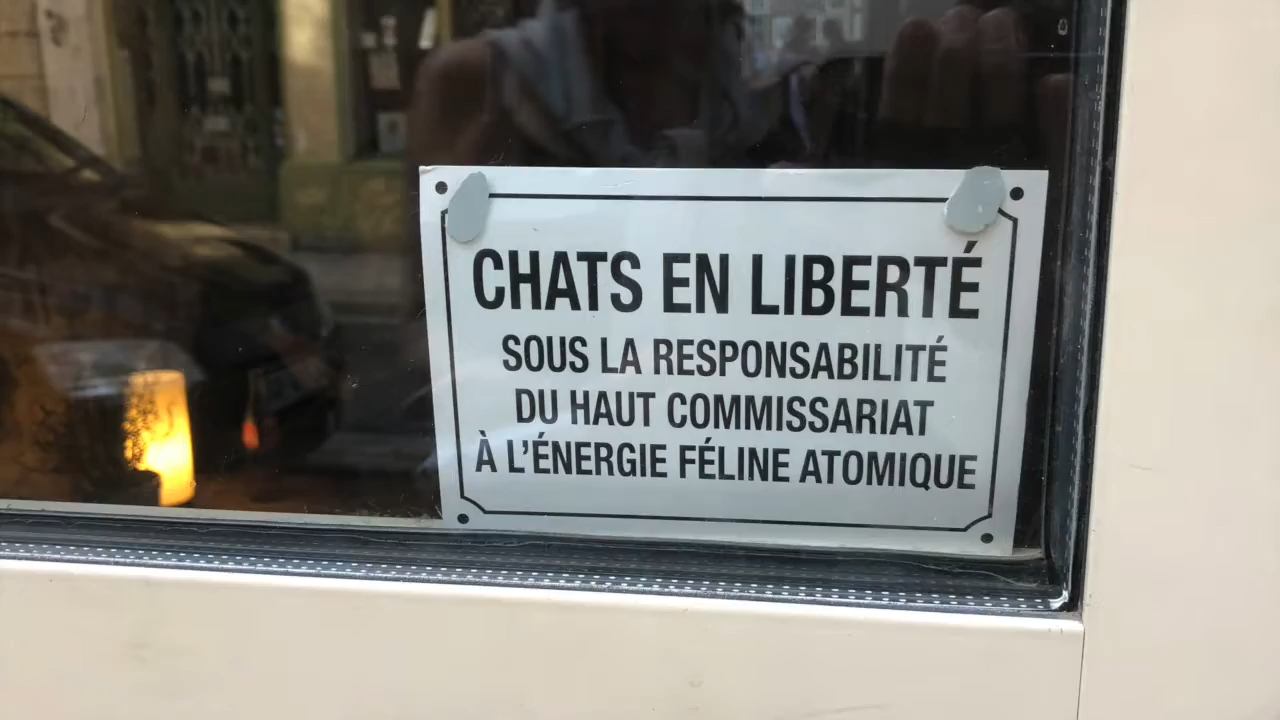 CHATS EN LIBERTÉ
SOUS LA RESPONSABILITÉ
DU HAUT COMMISSARIAT
À L'ÉNERGIE FÉLINE ATOMIQUE